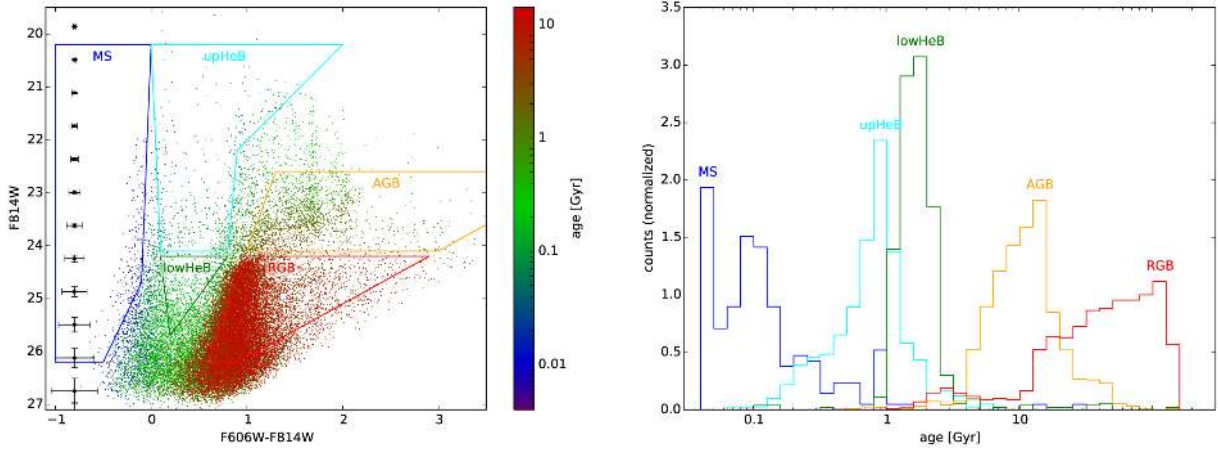 20
21
22
23
24
25
26
27
−1
0
1
2
3
F814W
F606W-F814W
MS
upHeB
AGB
lowHeB
RGB
10
1
0.1
0.01
age [Gyr]
3.5
3.0
2.5
2.0
1.5
1.0
0.5
0.0
counts (normalized)
lowHeB
upHeB
MS
AGB
RGB
0.1
1
10
age [Gyr]